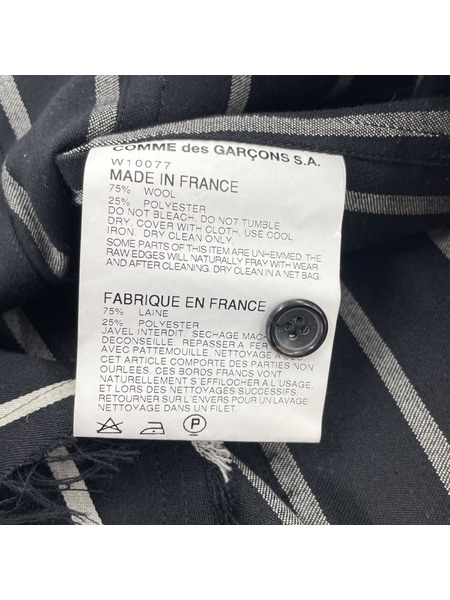 COMME des GARÇONS S.A.
W10077
MADE IN FRANCE
75% WOOL
25% POLYESTER
DO NOT BLEACH. DO NOT TUMBLE
DRY. COVER WITH CLOTH, USE COOL
IRON. DRY CLEAN ONLY.
SOME PARTS OF THIS ITEM ARE UNHEMMED. THE
RAW EDGES WILL NATURALLY FRAY WITH WEAR
AND AFTER CLEANING. DRY CLEAN IN A NET BAG.
FABRIQUE EN FRANCE
75% LAINE
25% POLYESTER
JAVEL INTERDIT. SECHAGE MACH
DECONSEILLE. REPASSER A FER
AVEC PATTEMOUILLE. NETTOYAGE A
CET ARTICLE COMPORTE DES PARTIES NON
OURLEES. CES BORDS FRANCS VONT
NATURELLEMENT S EFFILOCHER A L'USAGE,
ET LORS DES NETTOYAGES SUCCESSIFS.
RETOURNER SUR L'ENVERS POUR UN LAVAGE
NETTOYAGE DANS UN FILET.
P